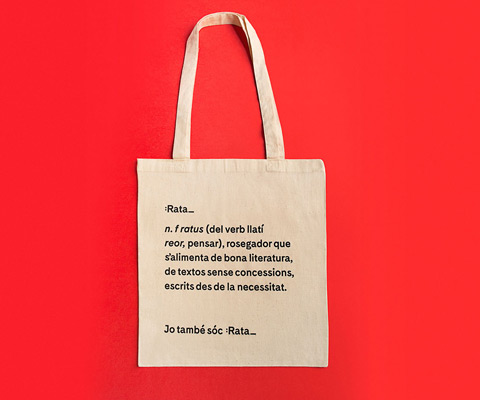 :Rata_
n. f ratus (del verb llatí
reor, pensar), rosegador que
s'alimenta de bona literatura,
de textos sense concessions,
escrits des de la necessitat.
Jo també sóc :Rata_